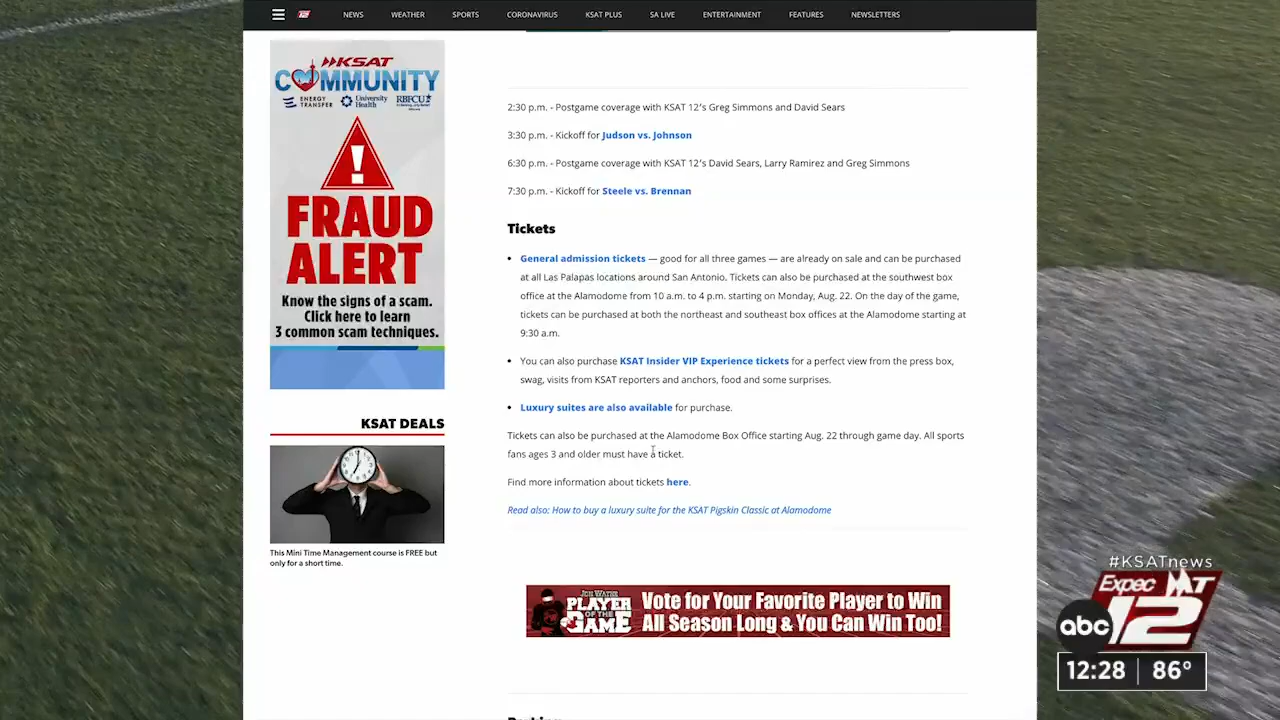 12
NEWS
WEATHER
SPORTS
CORONAVIRUS
KSAT PLUS
SA LIVE
ENTERTAINMENT
FEATURES
NEWSLETTERS
KSAT
COMMUNITY
ENERGY TRANSFER
University Health
RBFCU
FRAUD
ALERT
Know the signs of a scam.
Click here to learn
3 common scam techniques.
KSAT DEALS
This Mini Time Management course is FREE but
only for a short time.
2:30 p.m. - Postgame coverage with KSAT 12's Greg Simmons and David Sears
3:30 p.m. - Kickoff for Judson vs. Johnson
6:30 p.m. - Postgame coverage with KSAT 12's David Sears, Larry Ramirez and Greg Simmons
7:30 p.m. - Kickoff for Steele vs. Brennan
Tickets
• General admission tickets — good for all three games — are already on sale and can be purchased
at all Las Palapas locations around San Antonio. Tickets can also be purchased at the southwest box
office at the Alamodome from 10 a.m. to 4 p.m. starting on Monday, Aug. 22. On the day of the game,
tickets can be purchased at both the northeast and southeast box offices at the Alamodome starting at
9:30 a.m.
• You can also purchase KSAT Insider VIP Experience tickets for a perfect view from the press box,
swag, visits from KSAT reporters and anchors, food and some surprises.
• Luxury suites are also available for purchase.
Tickets can also be purchased at the Alamodome Box Office starting Aug. 22 through game day. All sports
fans ages 3 and older must have a ticket.
Find more information about tickets here.
Read also: How to buy a luxury suite for the KSAT Pigskin Classic at Alamodome
PLAYER
OF THE
GAME
Vote for Your Favorite Player to Win
All Season Long & You Can Win Too!
#KSATnews
abc
12
12:28 86°